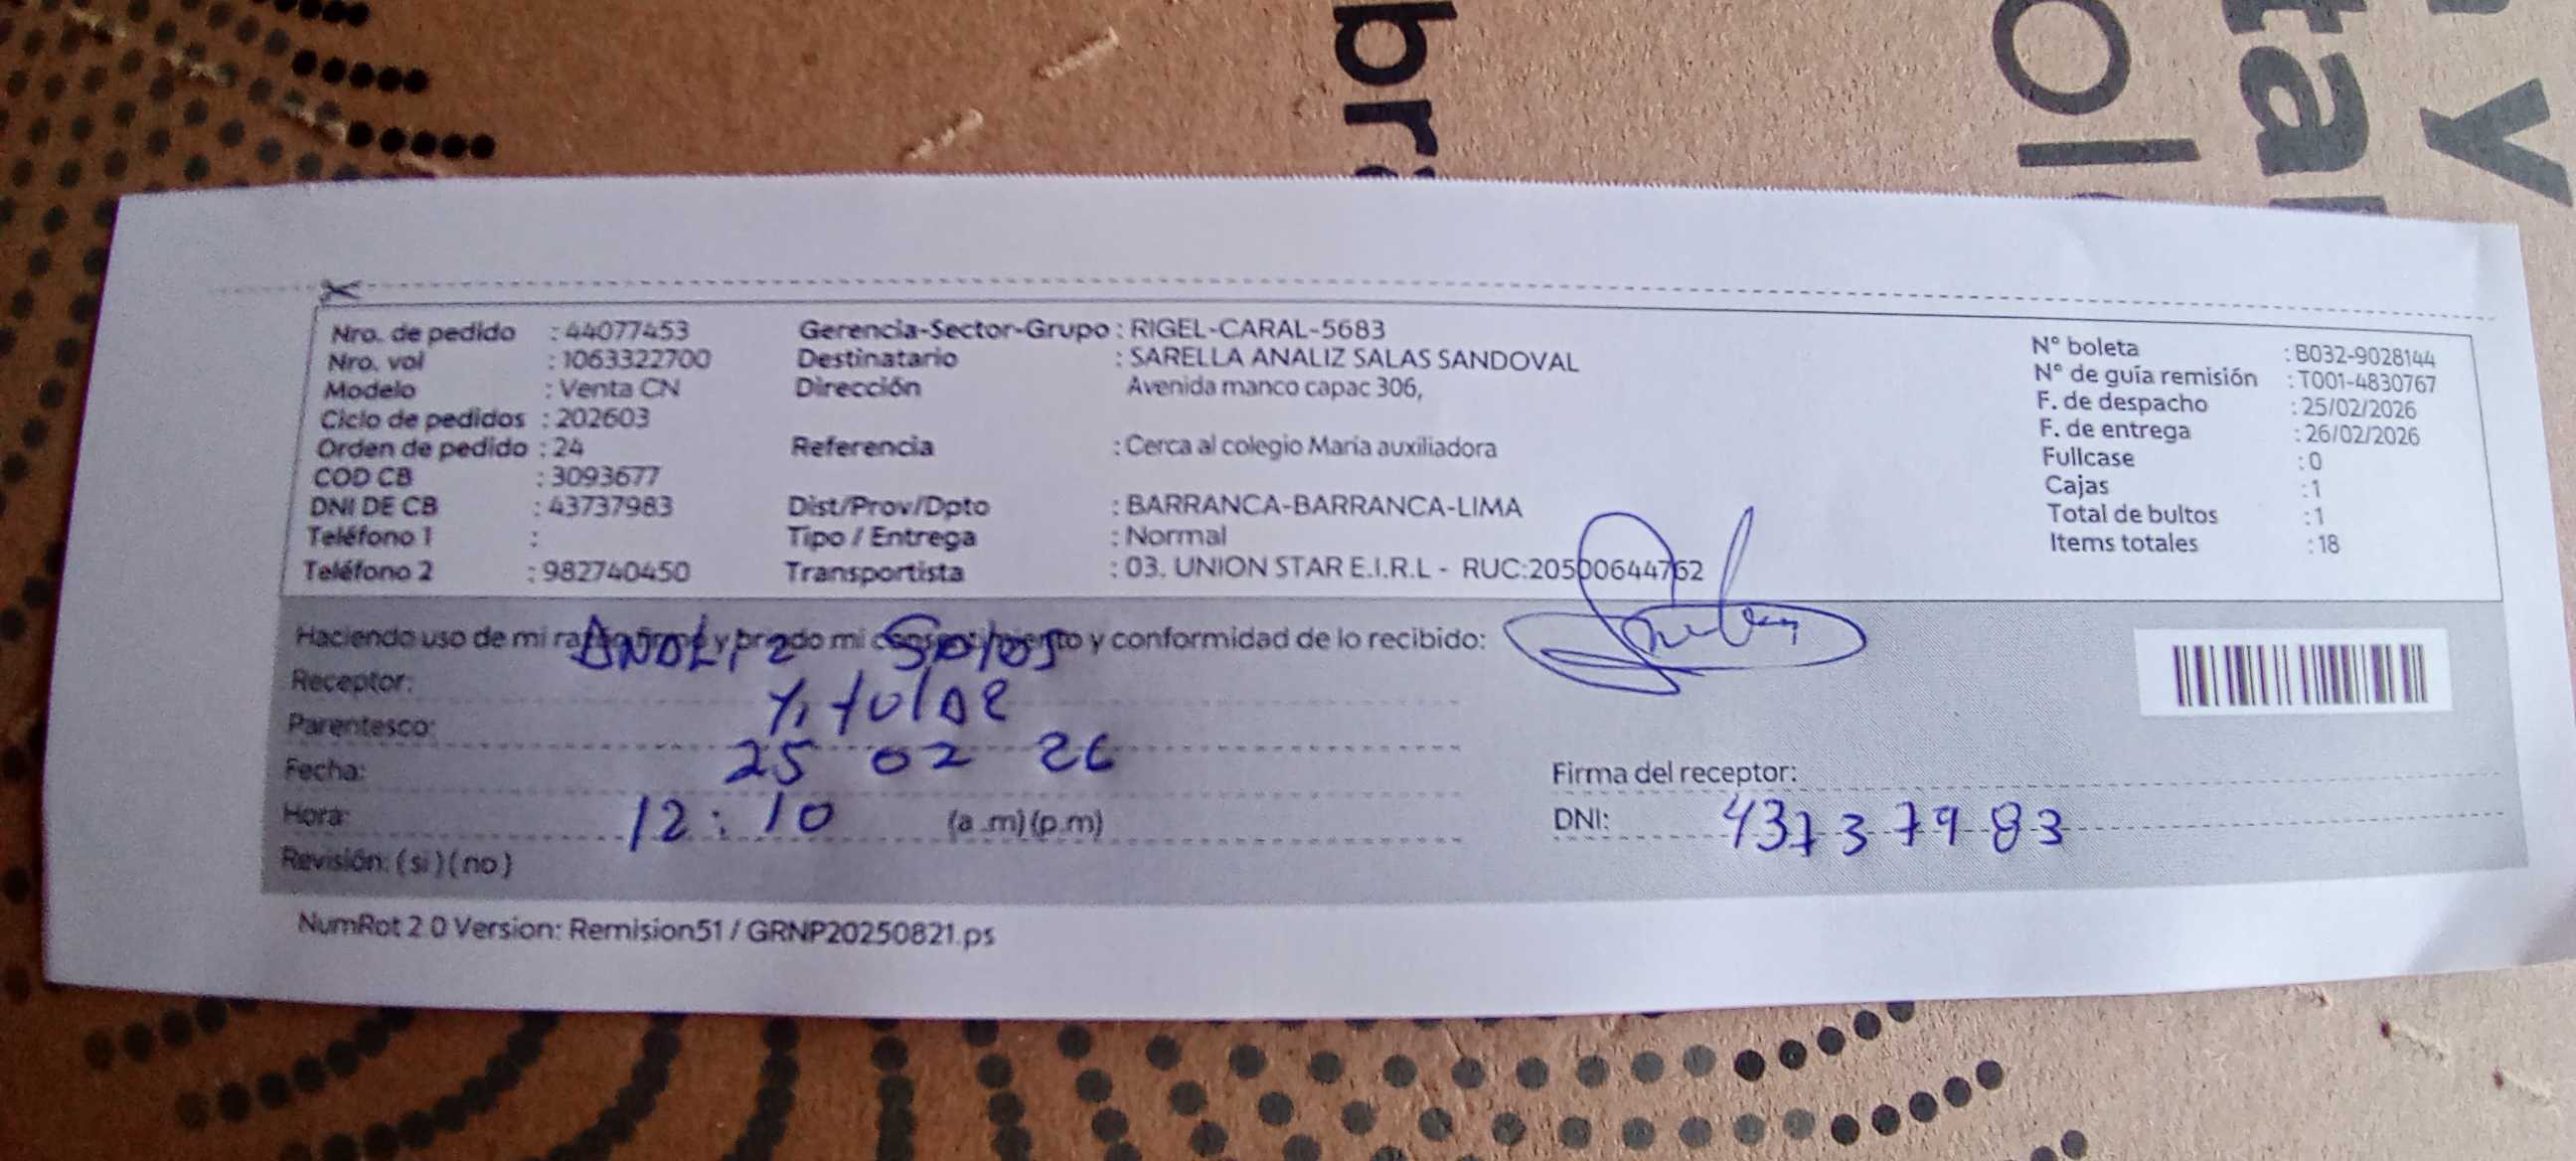 Nro. de pedido : 44077453
Nro. vol : 1063322700
Modelo : Venta CN
Ciclo de pedidos : 202603
Orden de pedido : 24
COD CB : 3093677
DNI DE CB : 43737983
Teléfono 1 :
Teléfono 2 : 982740450
Gerencia-Sector-Grupo : RIGEL-CARAL-5683
Destinatario : SARELLA ANALIZ SALAS SANDOVAL
Dirección Avenida manco capac 306,
Referencia : Cerca al colegio María auxiliadora
Dist/Prov/Dpto : BARRANCA-BARRANCA-LIMA
Tipo / Entrega : Normal
Transportista : 03. UNION STAR E.I.R.L - RUC:20500644762
N° boleta : B032-9028144
N° de guía remisión : T001-4830767
F. de despacho : 25/02/2026
F. de entrega : 26/02/2026
Fullcase : 0
Cajas : 1
Total de bultos : 1
Items totales : 18
Haciendo uso de mi y mi y conformidad de lo recibido:
Receptor: Analiz Salas
Parentesco: Titular
Fecha: 25 02 26
Hora: 12:10 (a.m)(p.m)
Revisión: (si)(no)
Firma del receptor:
DNI: 43737983
NumRot 2.0 Version: Remision51 / GRNP20250821.ps
br
Ol
tar
y